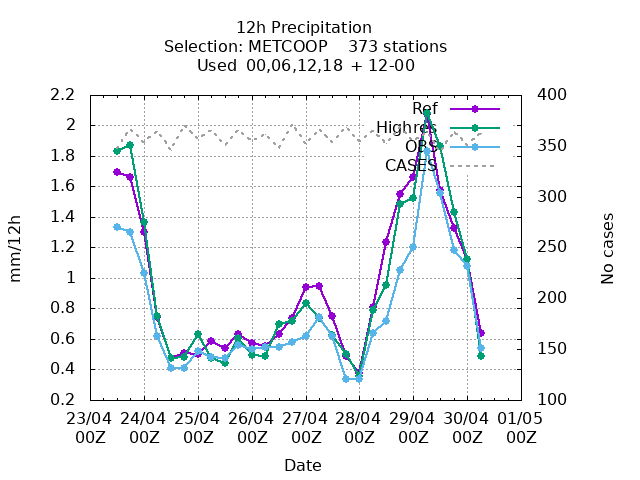 12h Precipitation
Selection: METCOOP 373 stations
Used 00,06,12,18 + 12-00
2.2
2
1.8
1.6
1.4
1.2
1
0.8
0.6
0.4
0.2
mm/12h
400
350
300
250
200
150
100
No cases
Ref
Highres
OBS
CASES
23/04 24/04 25/04 26/04 27/04 28/04 29/04 30/04 01/05
00Z 00Z 00Z 00Z 00Z 00Z 00Z 00Z 00Z
Date